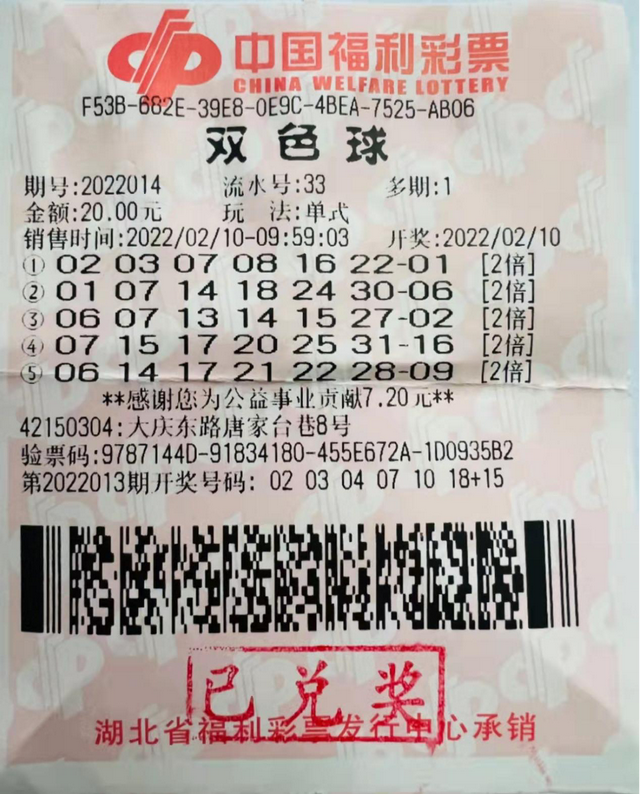 中国福利彩票
CHINA WELFARE LOTTERY
F53B-682E-39E8-0E9C-4BEA-7525-AB06
双色球
期号:2022014 流水号:33 多期:1
金额:20.00元 玩 法:单式
销售时间:2022/02/10-09:59:03 开奖:2022/02/10
① 02 03 07 08 16 22-01 [2倍]
② 01 07 14 18 24 30-06 [2倍]
③ 06 07 13 14 15 27-02 [2倍]
④ 07 15 17 20 25 31-16 [2倍]
⑤ 06 14 17 21 22 28-09 [2倍]
**感谢您为公益事业贡献7.20元**
42150304:大庆东路唐家台巷8号
验票码:9787144D-91834180-455E672A-1D0935B2
第2022013期开奖号码: 02 03 04 07 10 18+15
已兑奖
湖北省福利彩票发行中心承销